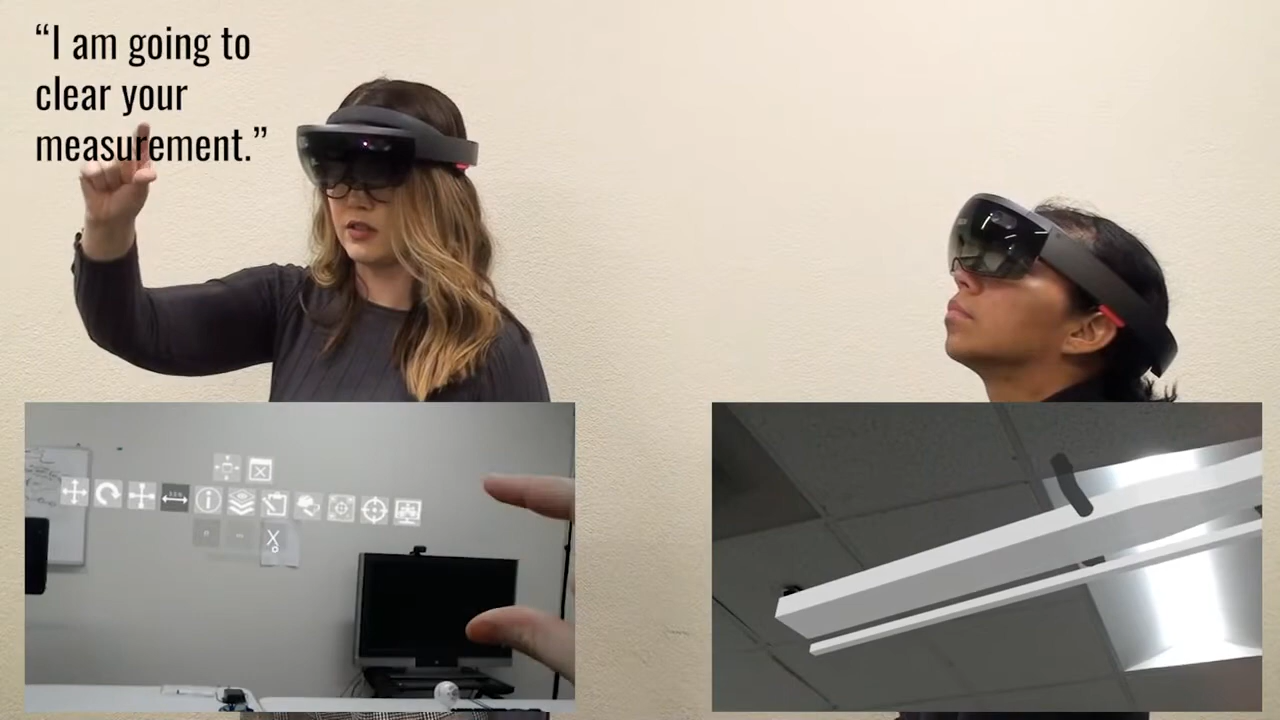 “I am going to
clear your
measurement.”